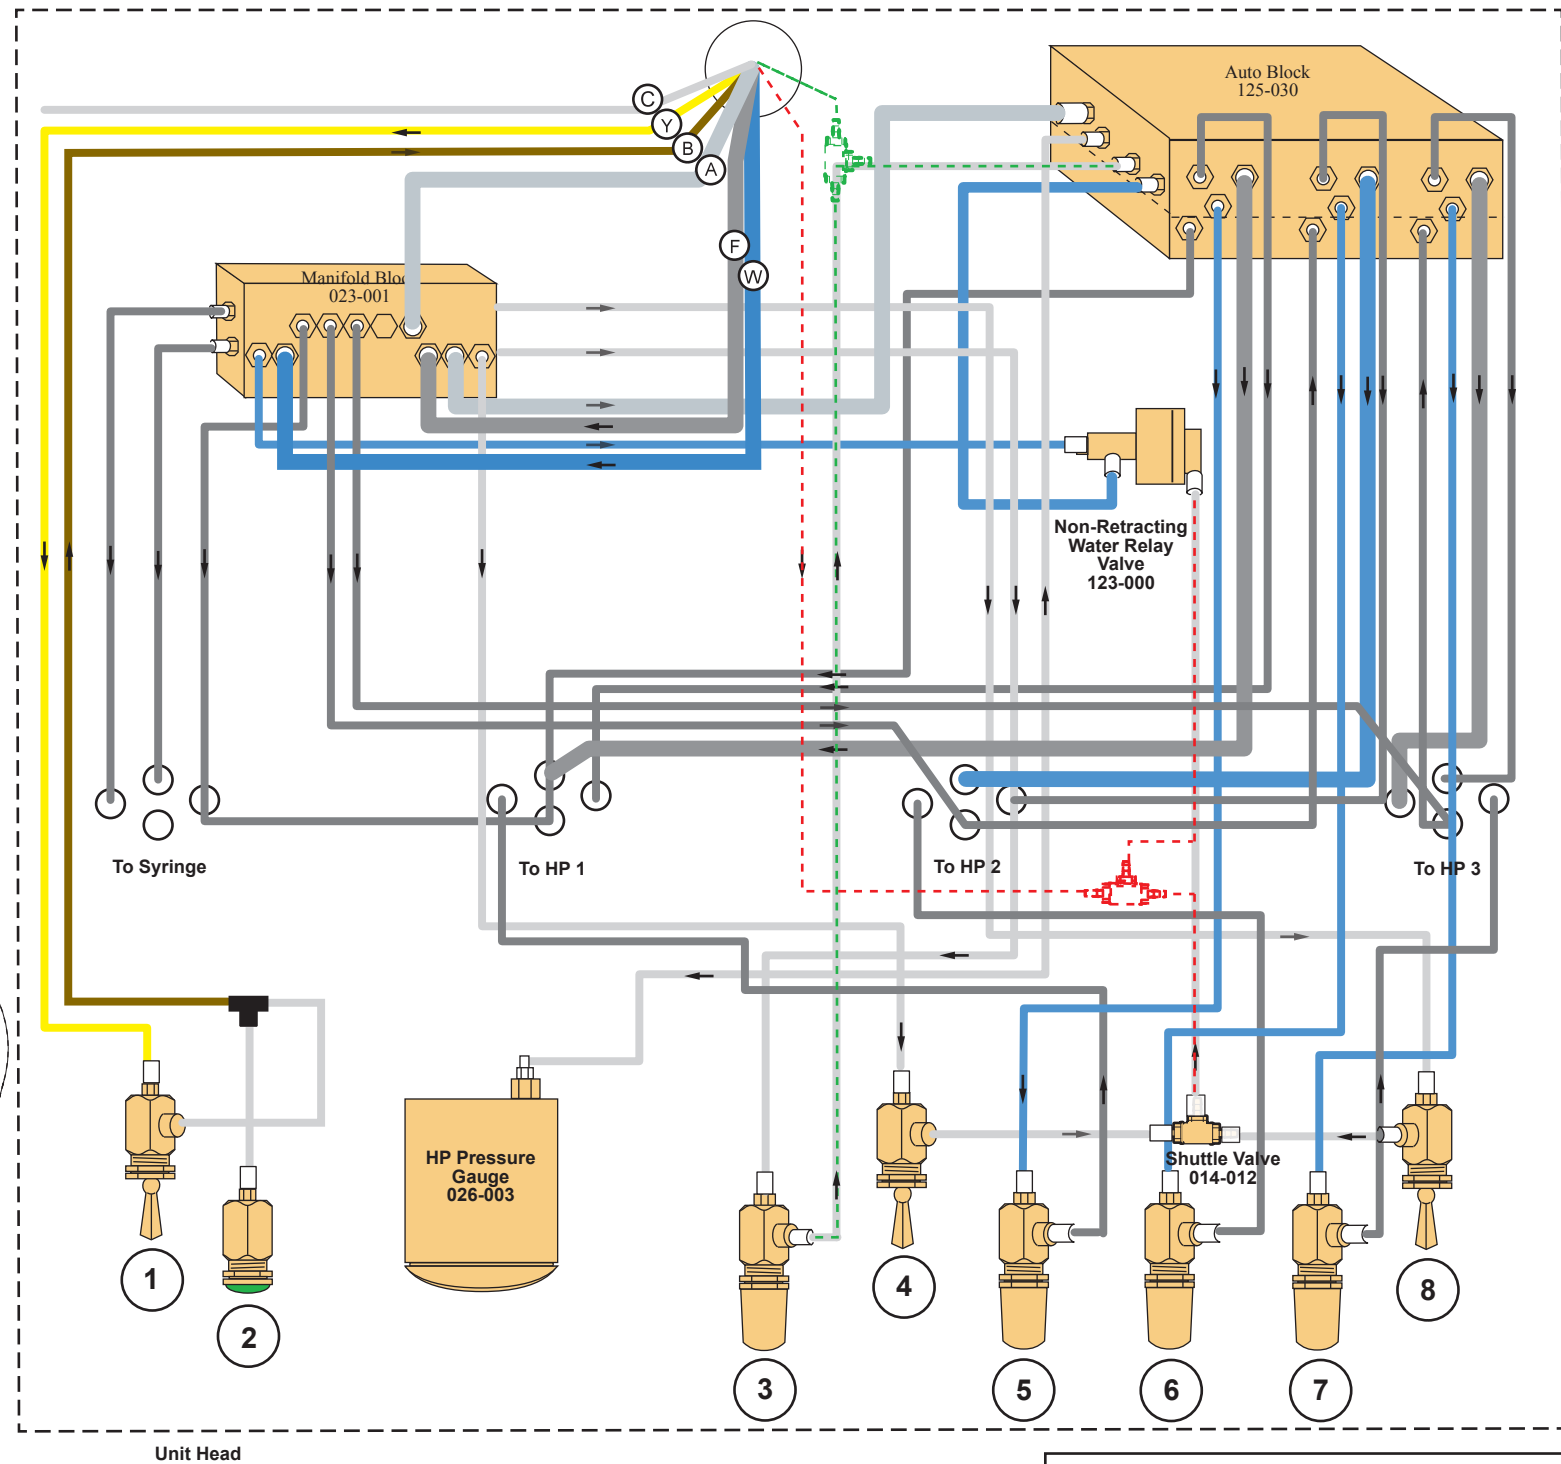 Auto Block
125-030
C
Y
B
A
F
W
Manifold Bloc
023-001
Non-Retracting
Water Relay
Valve
123-000
To Syringe
To HP 1
To HP 2
To HP 3
HP Pressure
Gauge
026-003
Shuttle Valve
014-012
1
2
3
4
5
6
7
8
Unit Head